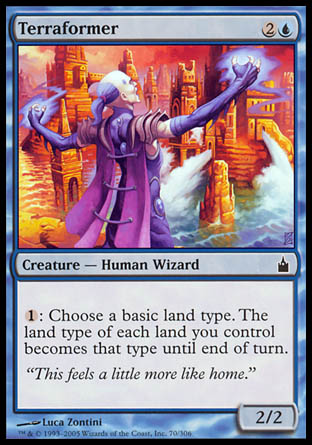 Terraformer 2
Creature — Human Wizard
1: Choose a basic land type. The
land type of each land you control
becomes that type until end of turn.
"This feels a little more like home."
Luca Zontini
™ & © 1993–2005 Wizards of the Coast, Inc. 70/306
2/2